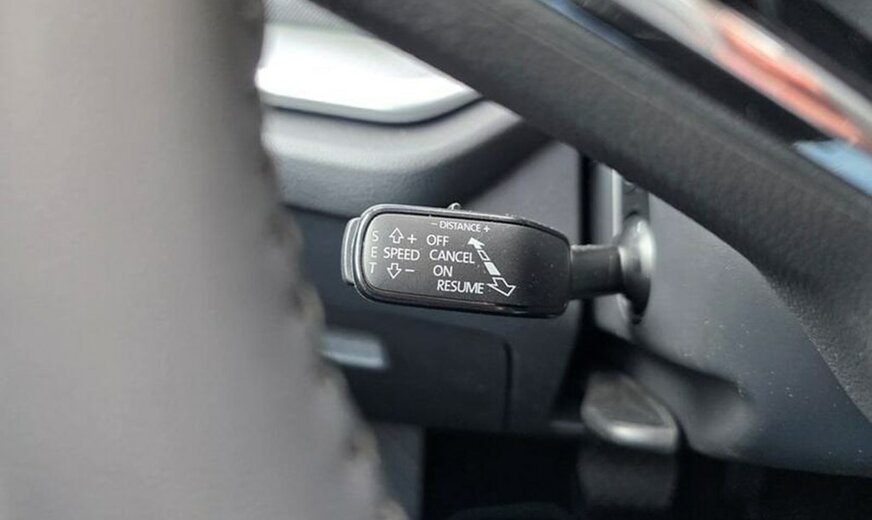 − DISTANCE +
S + OFF
E SPEED CANCEL
T − ON
RESUME